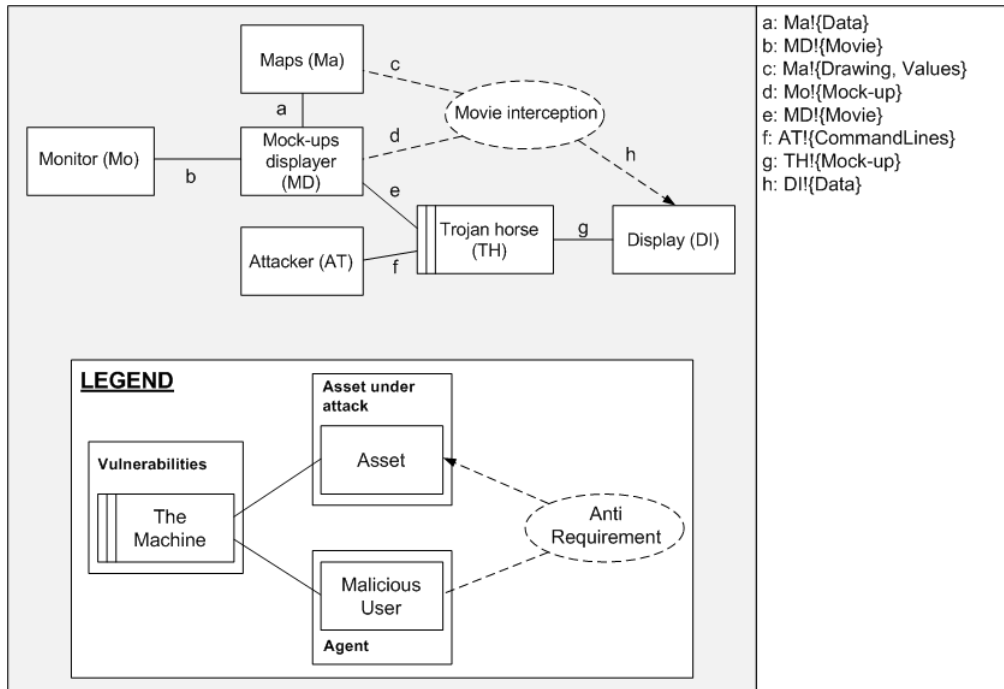 Maps (Ma)
c
a
Movie interception
Mock-ups
displayer
(MD)
d
Monitor (Mo)
b
h
e
Trojan horse
(TH)
g
Display (DI)
Attacker (AT)
f
a: Ma!{Data}
b: MD!{Movie}
c: Ma!{Drawing, Values}
d: Mo!{Mock-up}
e: MD!{Movie}
f: AT!{CommandLines}
g: TH!{Mock-up}
h: DI!{Data}
LEGEND
Asset under
attack
Asset
Vulnerabilities
The
Machine
Anti
Requirement
Malicious
User
Agent